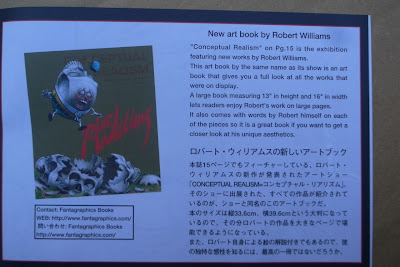 New art book by Robert Williams
"Conceptual Realism" on Pg.15 is the exhibition
featuring new works by Robert Williams.
This art book by the same name as its show is an art
book that gives you a full look at all the works that
were on display.
A large book measuring 13" in height and 16" in width
lets readers enjoy Robert's work on large pages.
It also comes with words by Robert himself on each
of the pieces so it is a great book if you want to get a
closer look at his unique aesthetics.
ロバート・ウィリアムスの新しいアートブック
本誌15ページでもフィーチャーしている、ロバート・
ウィリアムスの新作が発表されたアートショー
「CONCEPTUAL REALISM=コンセプチャル・リアリズム」。
そのショーに出展された、すべての作品が紹介されて
いるのが、ショーと同名のこのアートブックだ。
本のサイズは縦33.6cm、横39.6cmという大判になって
いるので、その分ロバートの作品を大きなページで堪
能できるようになっている。
また、ロバート自身による絵の解説付きでもあるので、彼
の独特な感性を知るには、最高の一冊ではないだろうか。
CONCEPTUAL
REALISM
Robt Williams
Contact: Fantagraphics Books
WEB: http://www.fantagraphics.com/
問い合わせ: Fantagraphics Books
http://www.fantagraphics.com/